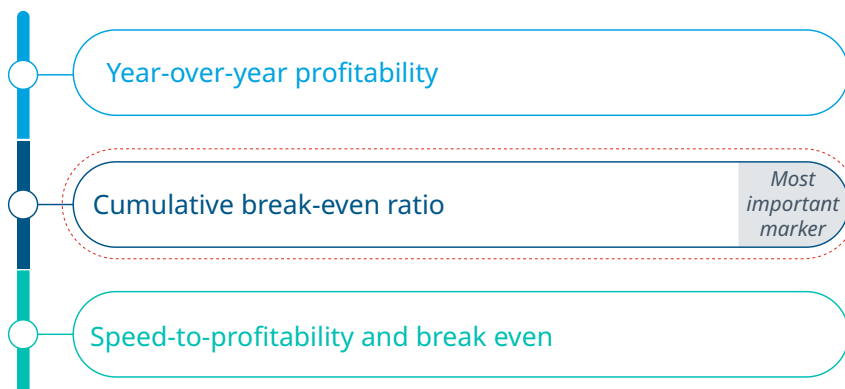 Year-over-year profitability
Cumulative break-even ratio
Most
important
marker
Speed-to-profitability and break even